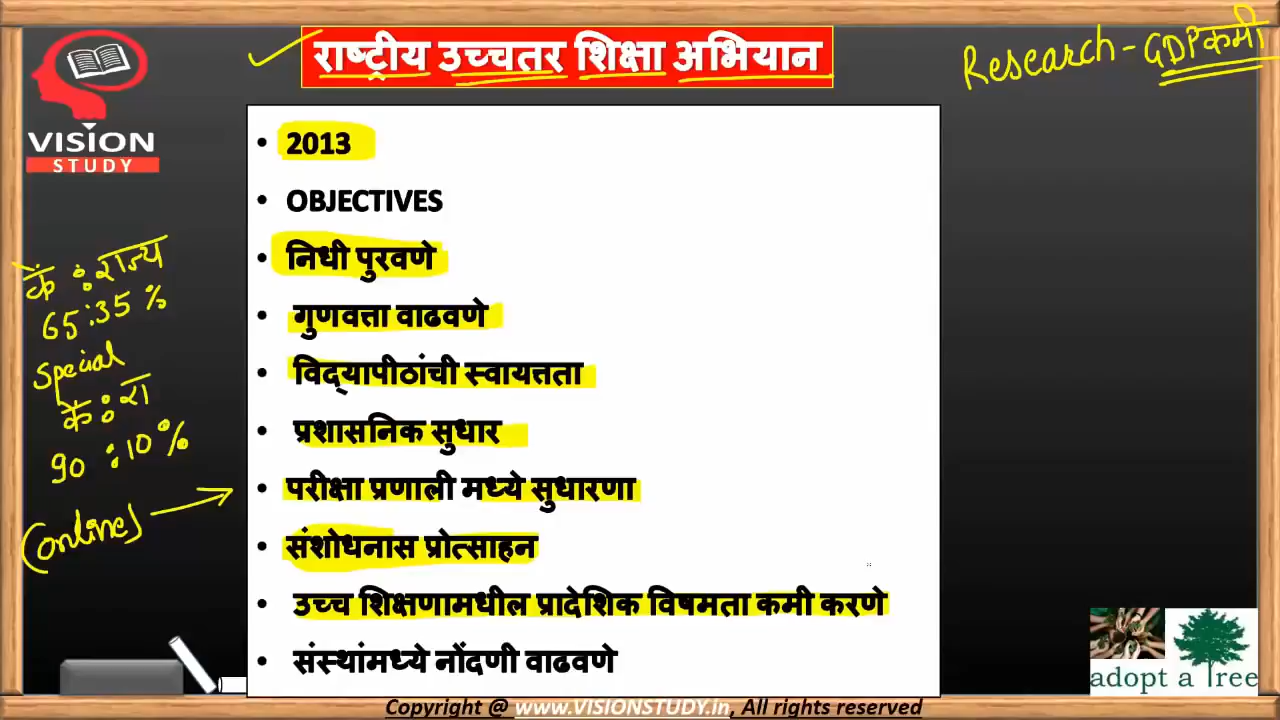 राष्ट्रीय उच्चतर शिक्षा अभियान
Research - GDP कमी
VISION
STUDY
• 2013
• OBJECTIVES
• निधी पुरवणे
• गुणवत्ता वाढवणे
• विद्यापीठांची स्वायत्तता
• प्रशासनिक सुधार
• परीक्षा प्रणाली मध्ये सुधारणा
• संशोधनास प्रोत्साहन
• उच्च शिक्षणामधील प्रादेशिक विषमता कमी करणे
• संस्थांमध्ये नोंदणी वाढवणे
कें : राज्य
65:35 %
Special
कें : रा
90 : 10 %
(online)
adopt a Tree
Copyright @ www.VISIONSTUDY.in, All rights reserved